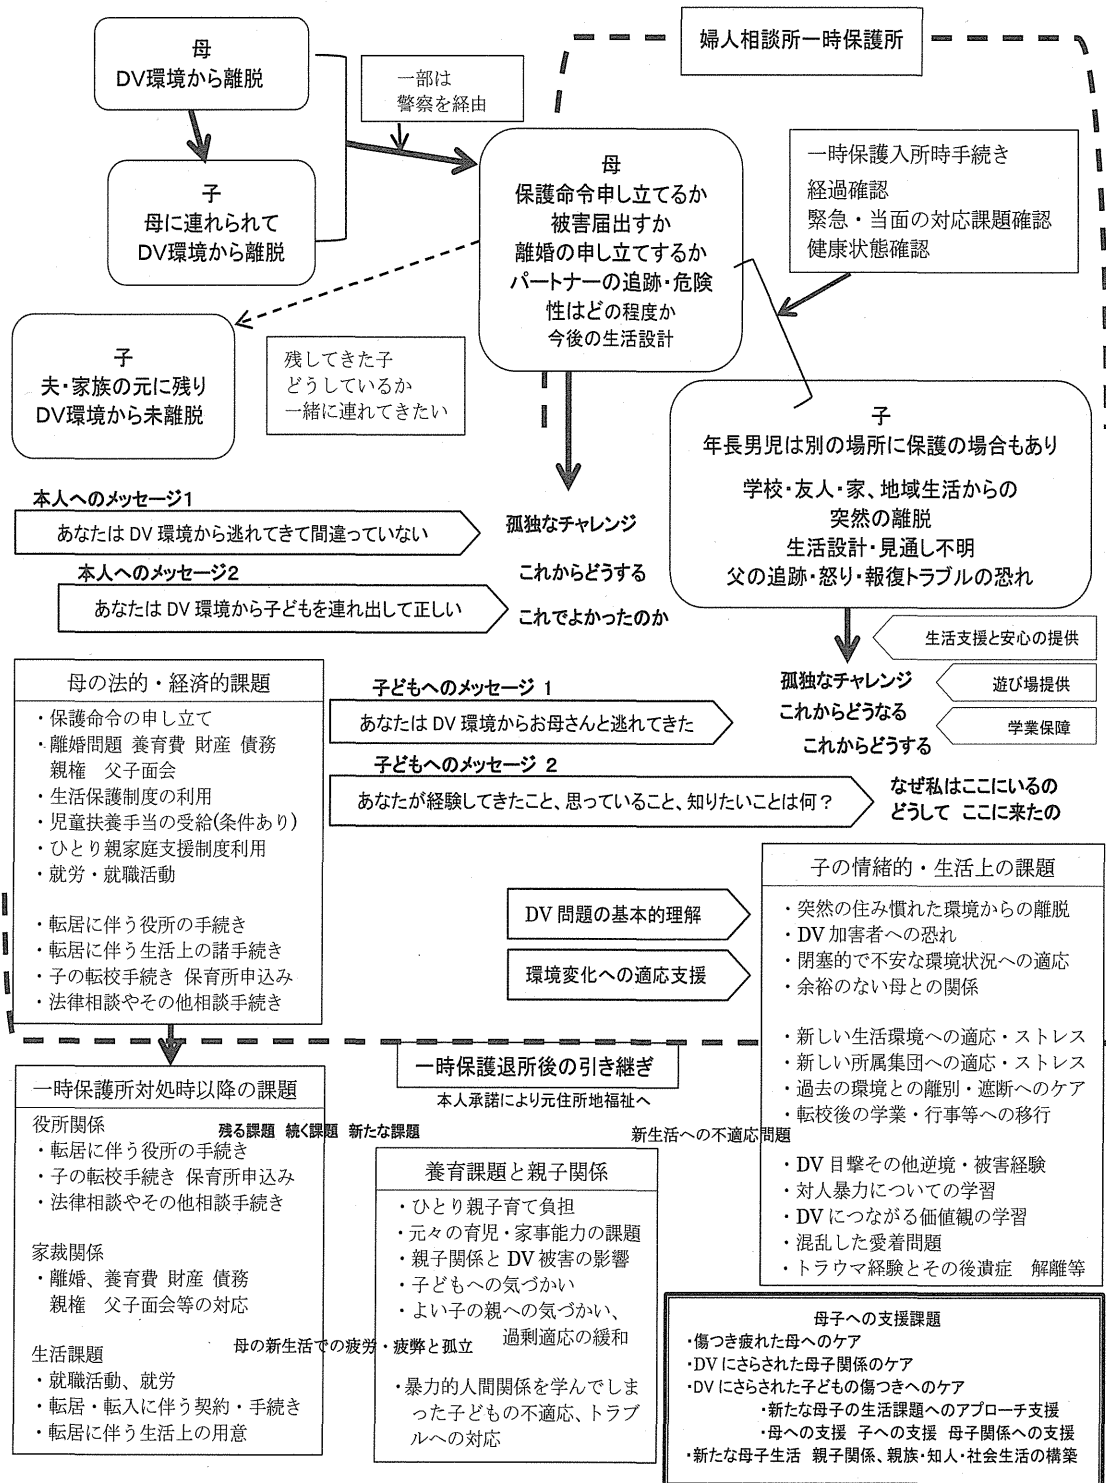 婦人相談所一時保護所
母
DV環境から離脱
一部は
警察を経由
子
母に連れられて
DV環境から離脱
母
保護命令申し立てるか
被害届出すか
離婚の申し立てするか
パートナーの追跡・危険
性はどの程度か
今後の生活設計
一時保護入所時手続き
経過確認
緊急・当面の対応課題確認
健康状態確認
子
夫・家族の元に残り
DV環境から未離脱
残してきた子
どうしているか
一緒に連れてきたい
子
年長男児は別の場所に保護の場合もあり
学校・友人・家、地域生活からの
突然の離脱
生活設計・見通し不明
父の追跡・怒り・報復トラブルの恐れ
本人へのメッセージ1
あなたは DV 環境から逃れてきて間違っていない
本人へのメッセージ2
あなたは DV 環境から子どもを連れ出して正しい
孤独なチャレンジ
これからどうする
これでよかったのか
生活支援と安心の提供
遊び場提供
学業保障
孤独なチャレンジ
これからどうなる
これからどうする
子どもへのメッセージ 1
あなたは DV 環境からお母さんと逃れてきた
子どもへのメッセージ 2
あなたが経験してきたこと、思っていること、知りたいことは何?
なぜ私はここにいるの
どうして ここに来たの
母の法的・経済的課題
・保護命令の申し立て
・離婚問題 養育費 財産 債務
親権 父子面会
・生活保護制度の利用
・児童扶養手当の受給(条件あり)
・ひとり親家庭支援制度利用
・就労・就職活動
・転居に伴う役所の手続き
・転居に伴う生活上の諸手続き
・子の転校手続き 保育所申込み
・法律相談やその他相談手続き
DV 問題の基本的理解
環境変化への適応支援
子の情緒的・生活上の課題
・突然の住み慣れた環境からの離脱
・DV 加害者への恐れ
・閉塞的で不安な環境状況への適応
・余裕のない母との関係
・新しい生活環境への適応・ストレス
・新しい所属集団への適応・ストレス
・過去の環境との離別・遮断へのケア
・転校後の学業・行事等への移行
・DV 目撃その他逆境・被害経験
・対人暴力についての学習
・DV につながる価値観の学習
・混乱した愛着問題
・トラウマ経験とその後遺症 解離等
一時保護退所後の引き継ぎ
本人承諾により元住所地福祉へ
一時保護所対処時以降の課題
役所関係
・転居に伴う役所の手続き
・子の転校手続き 保育所申込み
・法律相談やその他相談手続き
家裁関係
・離婚、養育費 財産 債務
親権 父子面会等の対応
生活課題
・就職活動、就労
・転居・転入に伴う契約・手続き
・転居に伴う生活上の用意
残る課題 続く課題 新たな課題
新生活への不適応問題
養育課題と親子関係
・ひとり親子育て負担
・元々の育児・家事能力の課題
・親子関係と DV 被害の影響
・子どもへの気づかい
・よい子の親への気づかい、
過剰適応の緩和
・暴力的人間関係を学んでしま
った子どもの不適応、トラブ
ルへの対応
母の新生活での疲労・疲弊と孤立
母子への支援課題
・傷つき疲れた母へのケア
・DVにさらされた母子関係のケア
・DVにさらされた子どもの傷つきへのケア
・新たな母子の生活課題へのアプローチ支援
・母への支援 子への支援 母子関係への支援
・新たな母子生活 親子関係、親族・知人・社会生活の構築